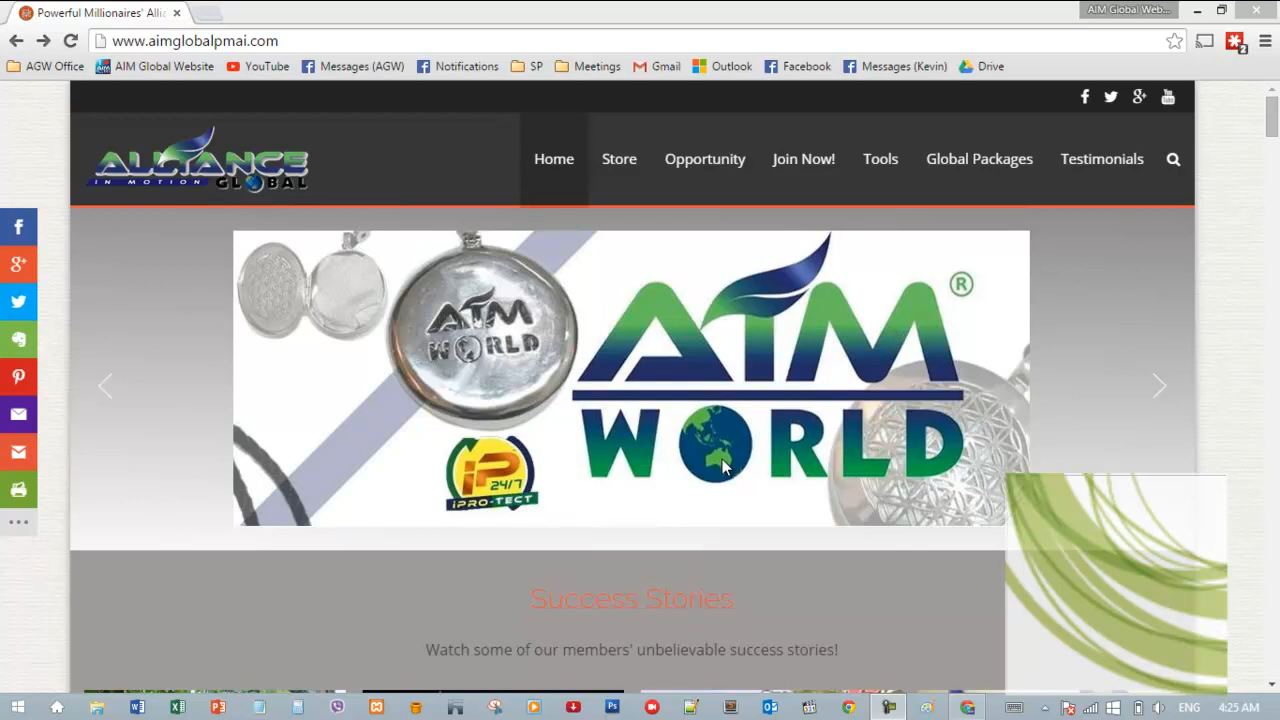 Powerful Millionaires' Allia
AIM Global Web...
www.aimglobalpmai.com
AGW Office
AIM Global Website
YouTube
Messages (AGW)
Notifications
SP
Meetings
Gmail
Outlook
Facebook
Messages (Kevin)
Drive
ALLIANCE
IN MOTION GLOBAL
Home
Store
Opportunity
Join Now!
Tools
Global Packages
Testimonials
AIM
WORLD
AIM ®
WORLD
iP
24/7
iPRO-TECT
Success Stories
Watch some of our members' unbelievable success stories!
ENG
4:25 AM